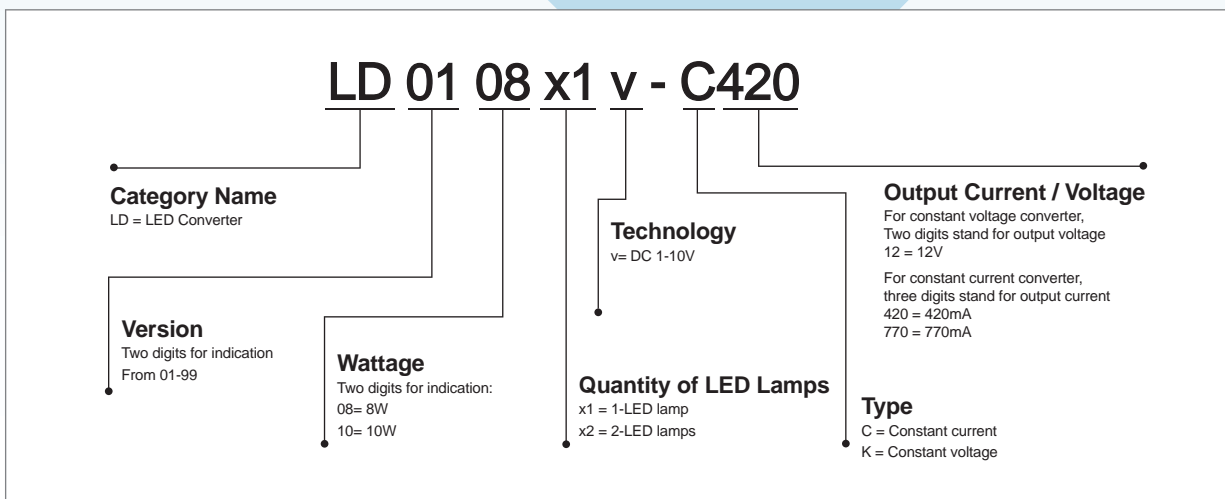 LD 01 08 x1 v - C420
Category Name
LD = LED Converter
Version
Two digits for indication
From 01-99
Wattage
Two digits for indication:
08= 8W
10= 10W
Quantity of LED Lamps
x1 = 1-LED lamp
x2 = 2-LED lamps
Technology
v= DC 1-10V
Type
C = Constant current
K = Constant voltage
Output Current / Voltage
For constant voltage converter,
Two digits stand for output voltage
12 = 12V
For constant current converter,
three digits stand for output current
420 = 420mA
770 = 770mA